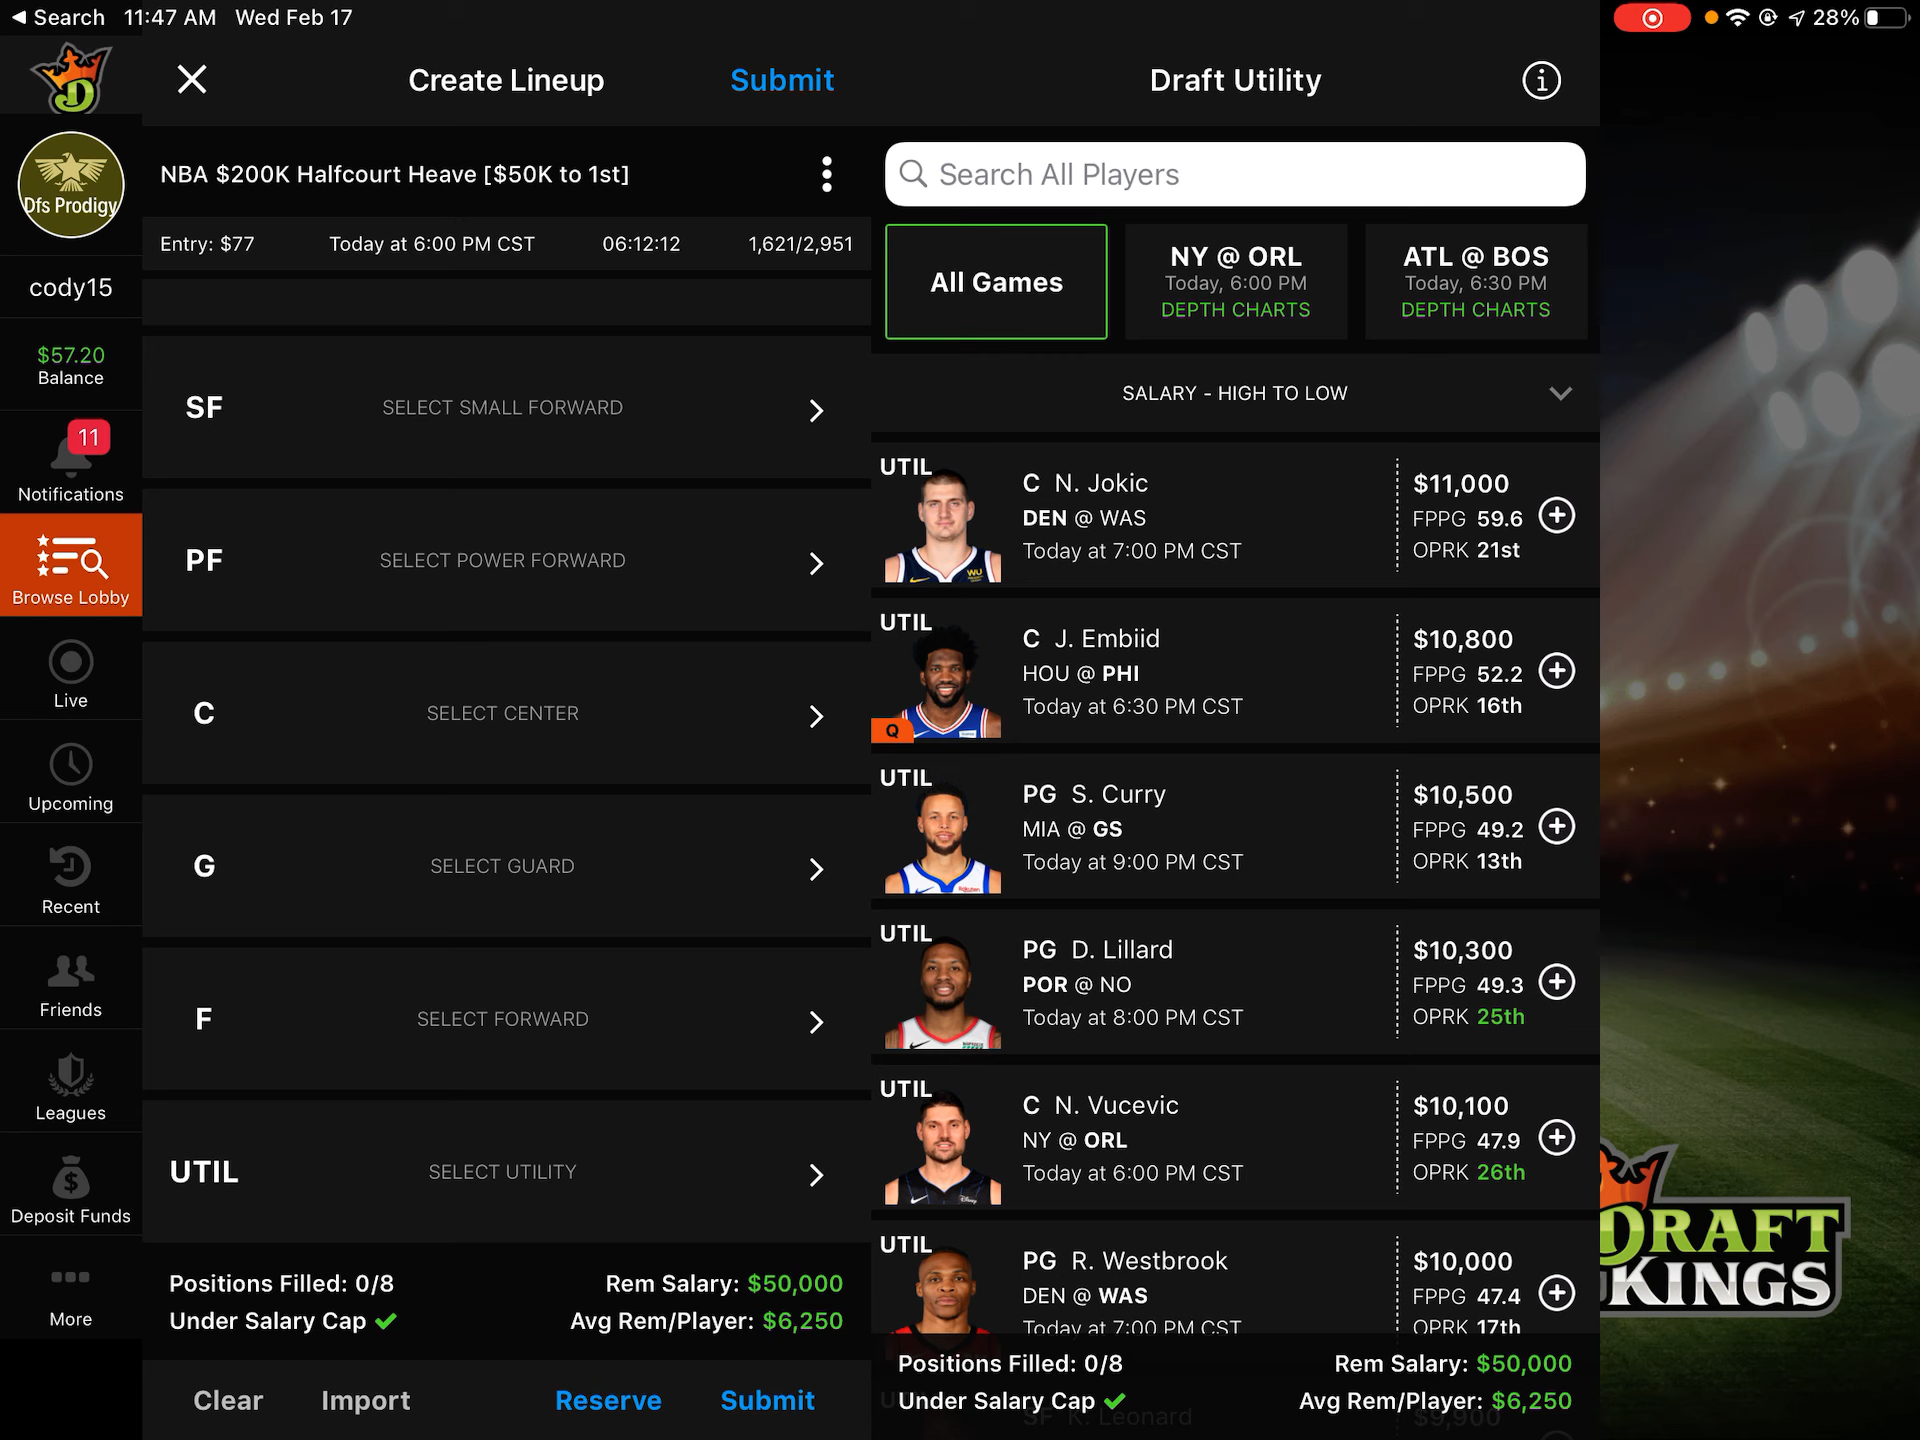 Search 11:47 AM Wed Feb 17
28%
Dfs Prodigy
cody15
$57.20
Balance
11
Notifications
Browse Lobby
Live
Upcoming
Recent
Friends
Leagues
Deposit Funds
More
Create Lineup
Submit
NBA $200K Halfcourt Heave [$50K to 1st]
Entry: $77 Today at 6:00 PM CST 06:12:12 1,621/2,951
SF SELECT SMALL FORWARD
PF SELECT POWER FORWARD
C SELECT CENTER
G SELECT GUARD
F SELECT FORWARD
UTIL SELECT UTILITY
Positions Filled: 0/8 Rem Salary: $50,000
Under Salary Cap Avg Rem/Player: $6,250
Clear Import Reserve Submit
Draft Utility
Search All Players
All Games
NY @ ORL
Today, 6:00 PM
DEPTH CHARTS
ATL @ BOS
Today, 6:30 PM
DEPTH CHARTS
SALARY - HIGH TO LOW
UTIL
C N. Jokic
DEN @ WAS
Today at 7:00 PM CST
$11,000
FPPG 59.6
OPRK 21st
UTIL
Q
C J. Embiid
HOU @ PHI
Today at 6:30 PM CST
$10,800
FPPG 52.2
OPRK 16th
UTIL
PG S. Curry
MIA @ GS
Today at 9:00 PM CST
$10,500
FPPG 49.2
OPRK 13th
UTIL
PG D. Lillard
POR @ NO
Today at 8:00 PM CST
$10,300
FPPG 49.3
OPRK 25th
UTIL
C N. Vucevic
NY @ ORL
Today at 6:00 PM CST
$10,100
FPPG 47.9
OPRK 26th
UTIL
PG R. Westbrook
DEN @ WAS
Today at 7:00 PM CST
$10,000
FPPG 47.4
OPRK 17th
Positions Filled: 0/8 Rem Salary: $50,000
Under Salary Cap Avg Rem/Player: $6,250
SF K. Leonard
$9,900
DRAFT
KINGS